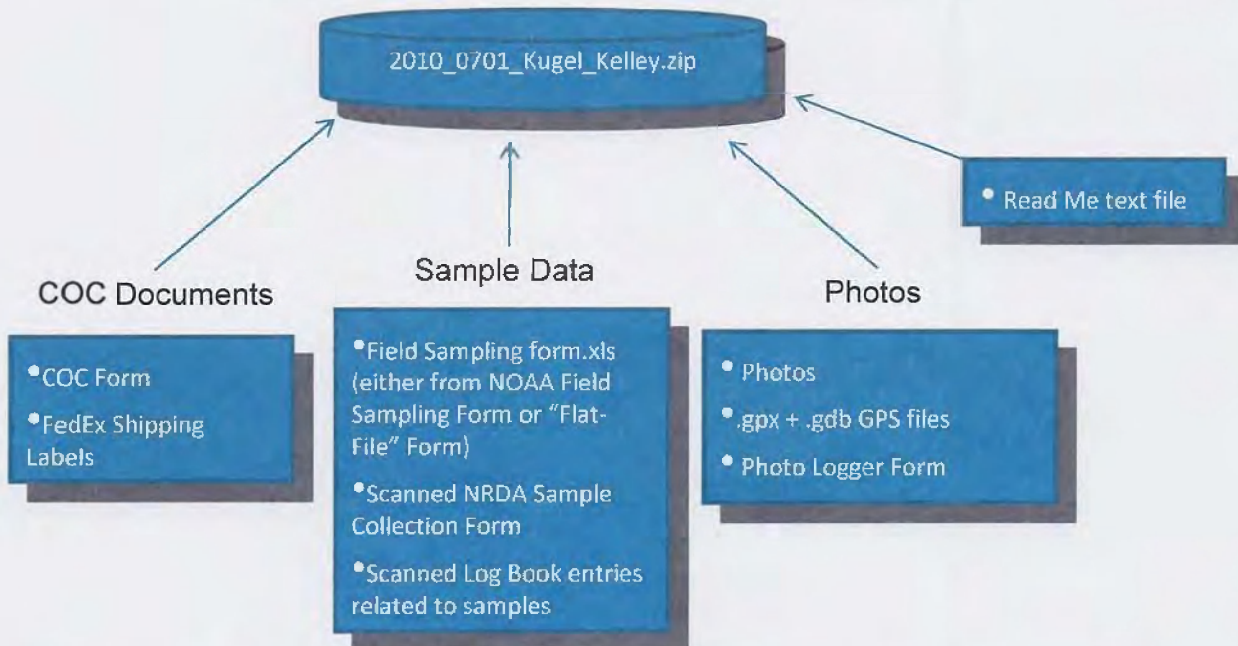 2010_0701_Kugel_Kelley.zip
• Read Me text file
COC Documents
•COC Form
•FedEx Shipping
Labels
Sample Data
•Field Sampling form.xls
(either from NOAA Field
Sampling Form or “Flat-
File” Form)
•Scanned NRDA Sample
Collection Form
•Scanned Log Book entries
related to samples
Photos
• Photos
• .gpx + .gdb GPS files
• Photo Logger Form